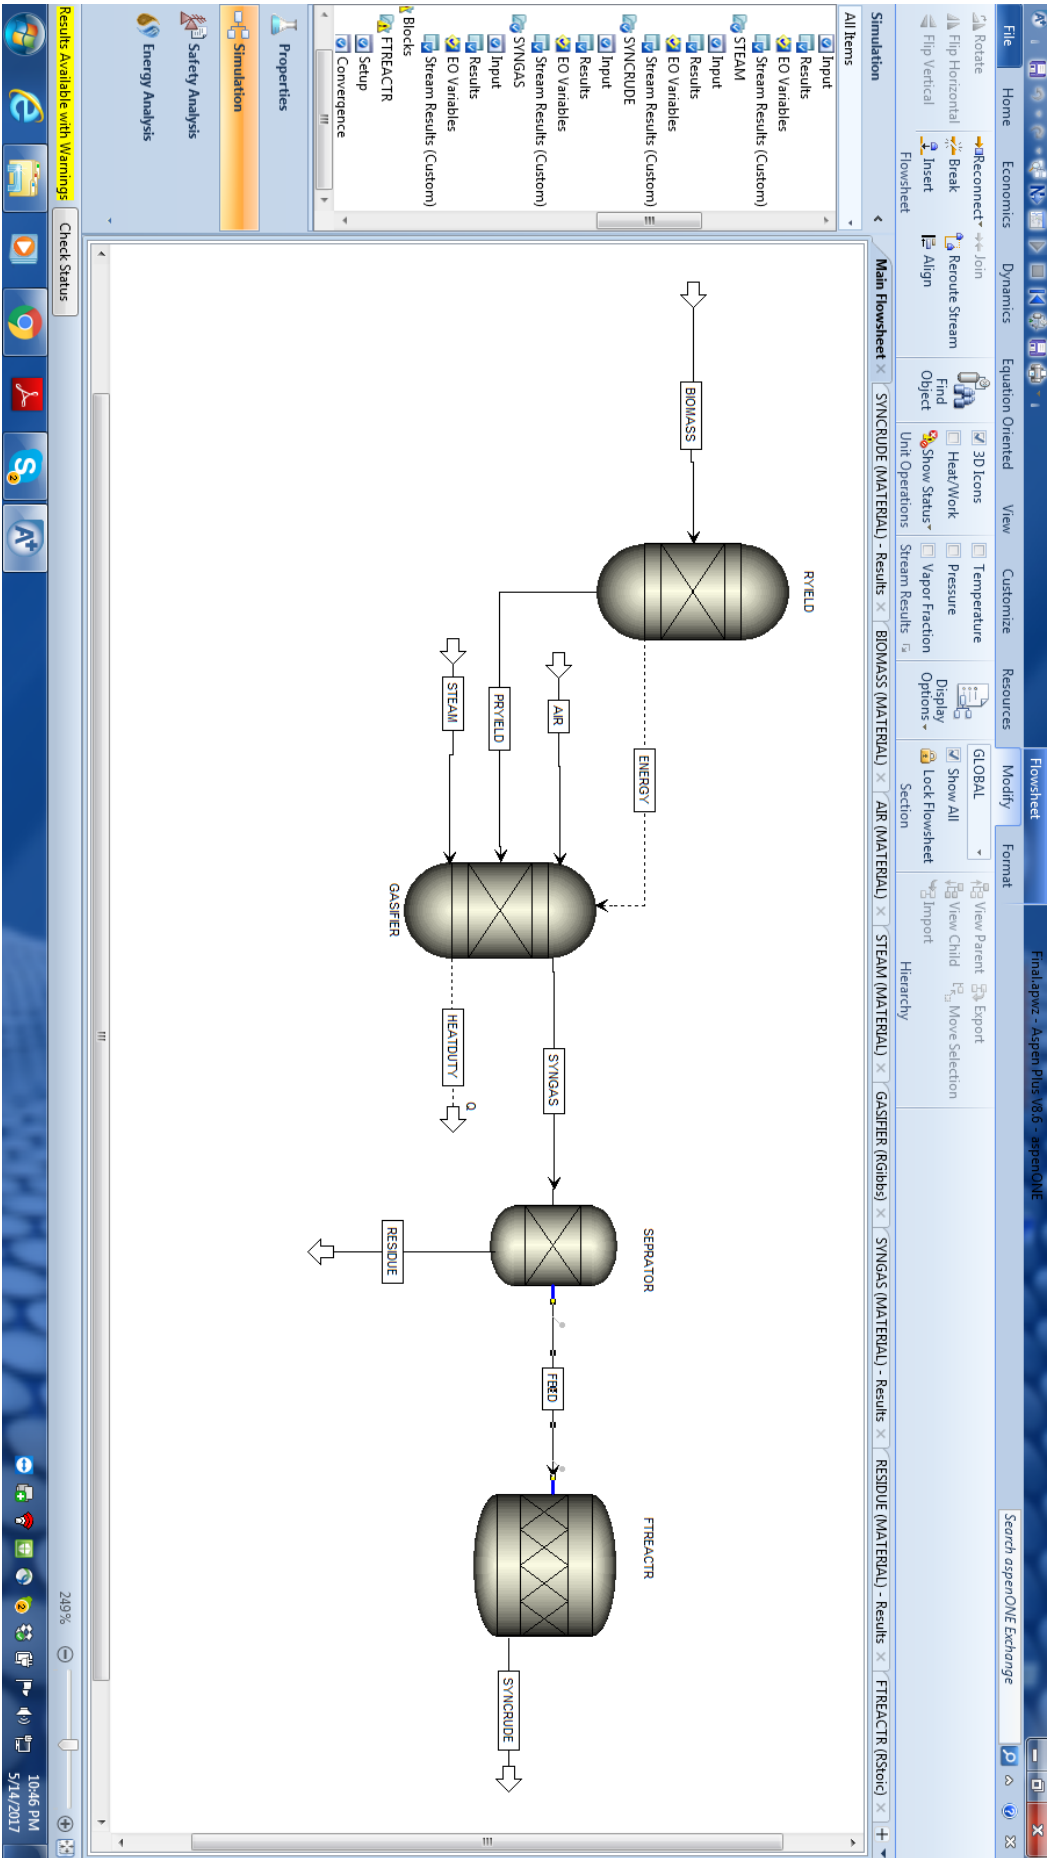 Flowsheet
Final.apwz - Aspen Plus V8.6 - aspenONE
File Home Economics Dynamics Equation Oriented View Customize Resources Modify Format
Search aspenONE Exchange
Rotate
Flip Horizontal
Flip Vertical
Reconnect
Join
Break
Reroute Stream
Insert
Align
Flowsheet
Find Object
3D Icons
Heat/Work
Show Status
Unit Operations
Temperature
Pressure
Vapor Fraction
Stream Results
Display Options
GLOBAL
Show All
Lock Flowsheet
Section
View Parent
Export
View Child
Move Selection
Import
Hierarchy
Simulation
Main Flowsheet
SYNCRUDE (MATERIAL) - Results
BIOMASS (MATERIAL)
AIR (MATERIAL)
STEAM (MATERIAL)
GASIFIER (RGibbs)
SYNGAS (MATERIAL) - Results
RESIDUE (MATERIAL) - Results
FTREACTR (RStoic)
All Items
Input
Results
EO Variables
Stream Results (Custom)
STEAM
Input
Results
EO Variables
Stream Results (Custom)
SYNCRUDE
Input
Results
EO Variables
Stream Results (Custom)
SYNGAS
Input
Results
EO Variables
Stream Results (Custom)
Blocks
FTREACTR
Setup
Convergence
Properties
Simulation
Safety Analysis
Energy Analysis
RYIELD
BIOMASS
ENERGY
AIR
PRYIELD
STEAM
GASIFIER
HEATDUTY
Q
SYNGAS
SEPRATOR
RESIDUE
FEED
FTREACTR
SYNCRUDE
Results Available with Warnings
Check Status
249%
10:46 PM
5/14/2017